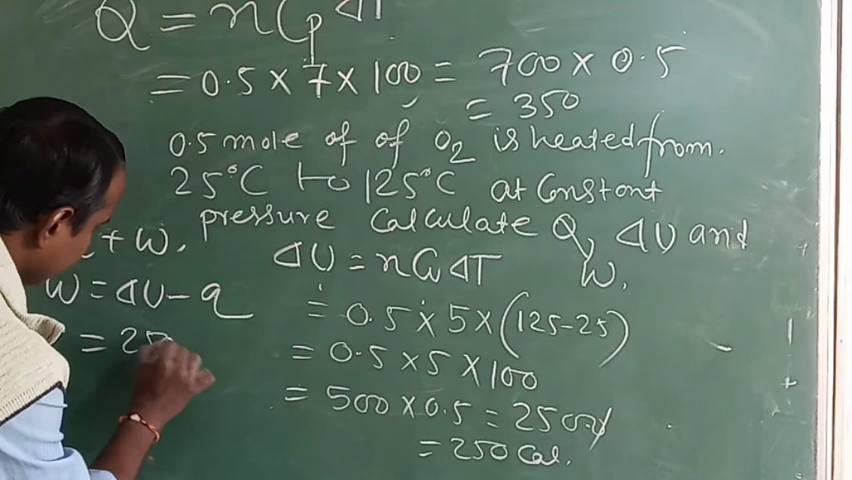 Q = nCpΔT
= 0.5 × 7 × 100 = 700 × 0.5
= 350
0.5 mole of of O2 is heated from.
25°C to 125°C at Constant
pressure Calculate Q, ΔU and
W.
+ W.
W = ΔU - q
= 250
ΔU = nCvΔT
= 0.5 × 5 × (125-25)
= 0.5 × 5 × 100
= 500 × 0.5 = 250
= 250 Cal.